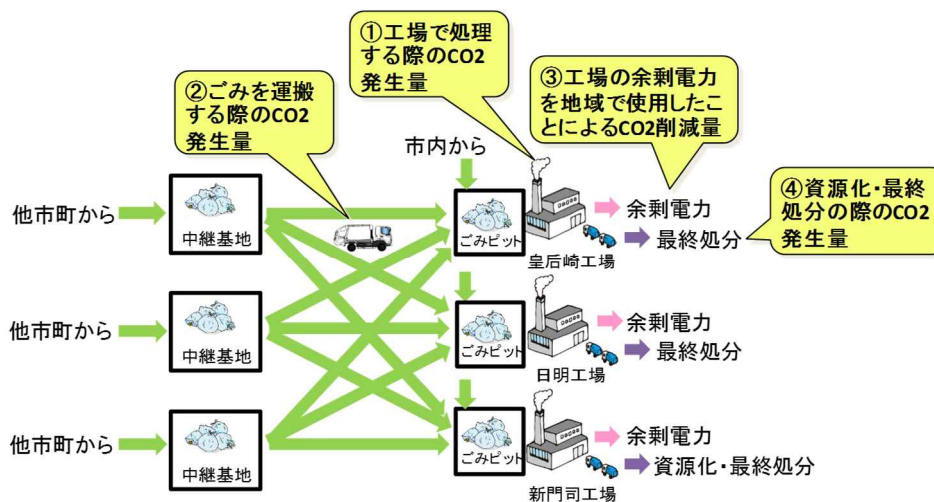 ①工場で処理
する際のCO2
発生量
②ごみを運搬
する際のCO2
発生量
③工場の余剰電力
を地域で使用したこ
とによるCO2削減量
④資源化・最終
処分の際のCO2
発生量
市内から
他市町から
中継基地
ごみピット
皇后崎工場
余剰電力
最終処分
他市町から
中継基地
ごみピット
日明工場
余剰電力
最終処分
他市町から
中継基地
ごみピット
新門司工場
余剰電力
資源化・最終処分